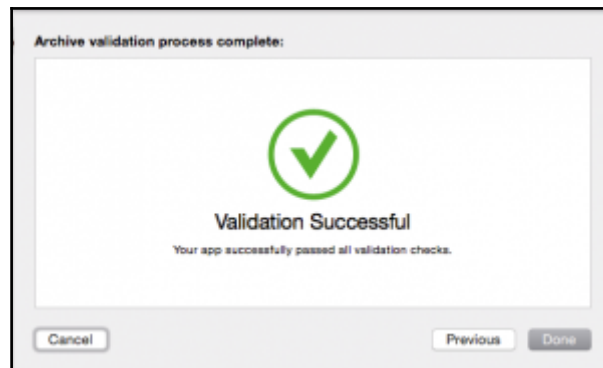 Archive validation process complete:
Validation Successful
Your app successfully passed all validation checks.
Cancel
Previous
Done